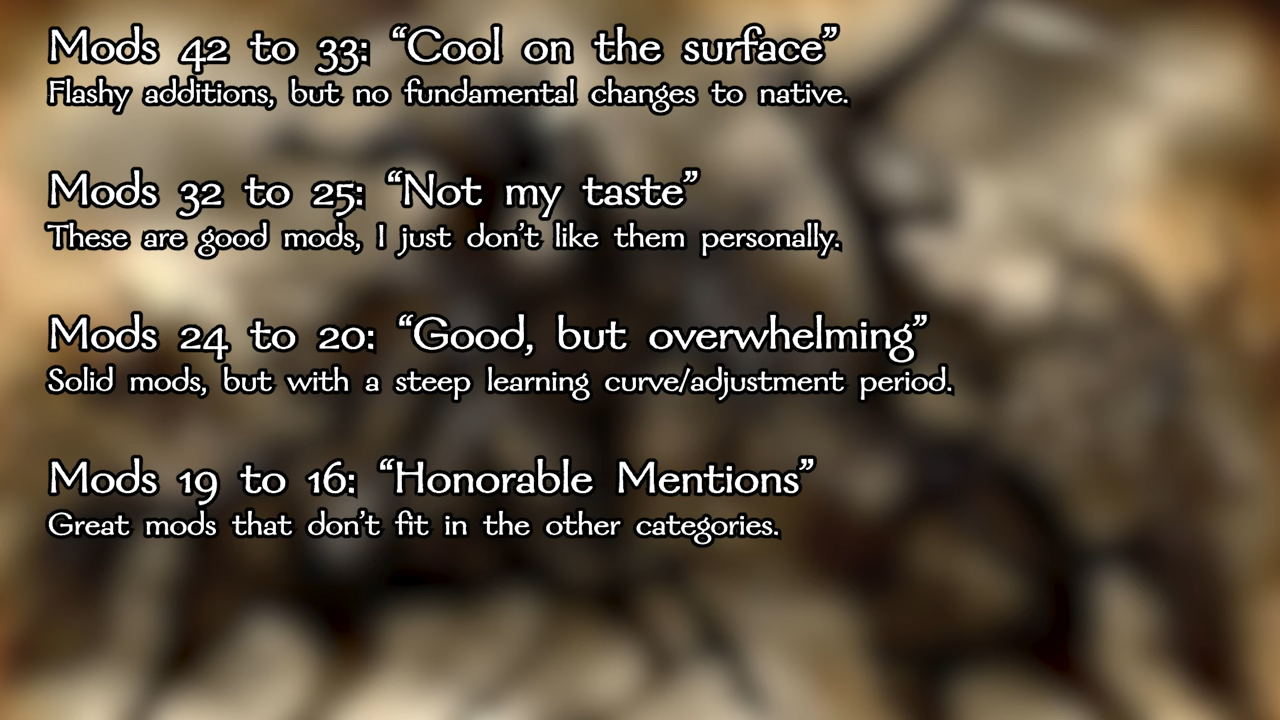 Mods 42 to 33: “Cool on the surface”
Flashy additions, but no fundamental changes to native.
Mods 32 to 25: “Not my taste”
These are good mods, I just don’t like them personally.
Mods 24 to 20: “Good, but overwhelming”
Solid mods, but with a steep learning curve/adjustment period.
Mods 19 to 16: “Honorable Mentions”
Great mods that don’t fit in the other categories.